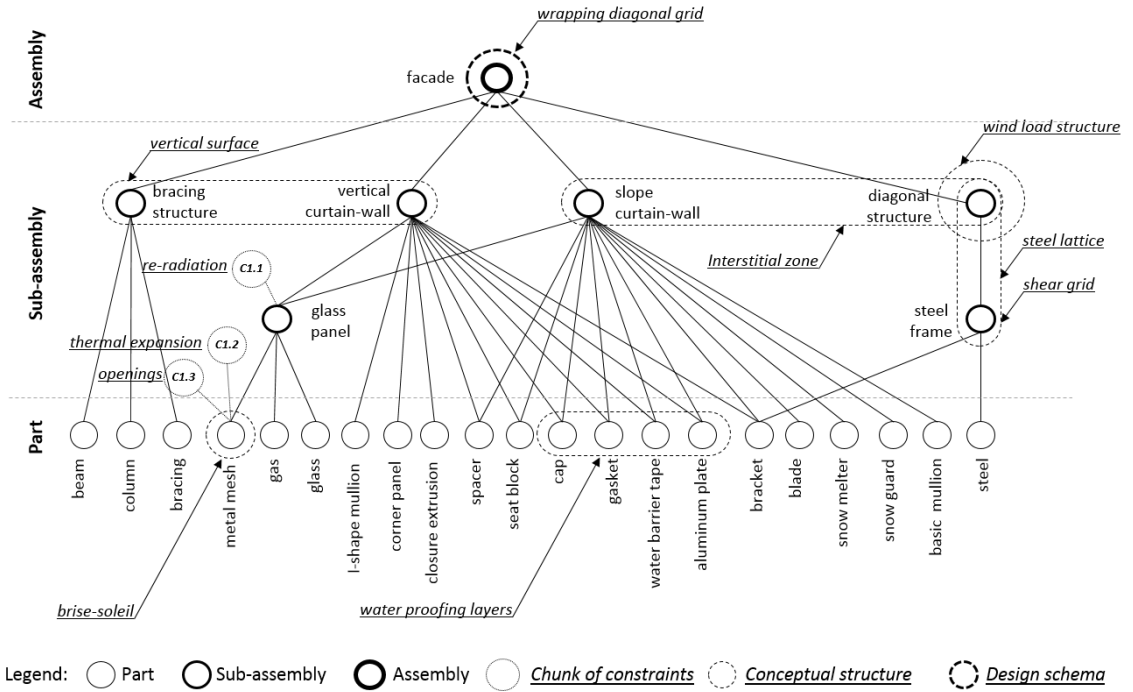 wrapping diagonal grid
Assembly
facade
wind load structure
vertical surface
bracing
structure
vertical
curtain-wall
slope
curtain-wall
diagonal
structure
Sub-assembly
steel lattice
Interstitial zone
re-radiation
C1.1
shear grid
glass
panel
steel
frame
thermal expansion
C1.2
openings
C1.3
Part
beam
column
bracing
metal mesh
gas
glass
l-shape mullion
corner panel
closure extrusion
spacer
seat block
cap
gasket
water barrier tape
aluminum plate
bracket
blade
snow melter
snow guard
basic mullion
steel
brise-soleil
water proofing layers
Legend: Part Sub-assembly Assembly Chunk of constraints Conceptual structure Design schema